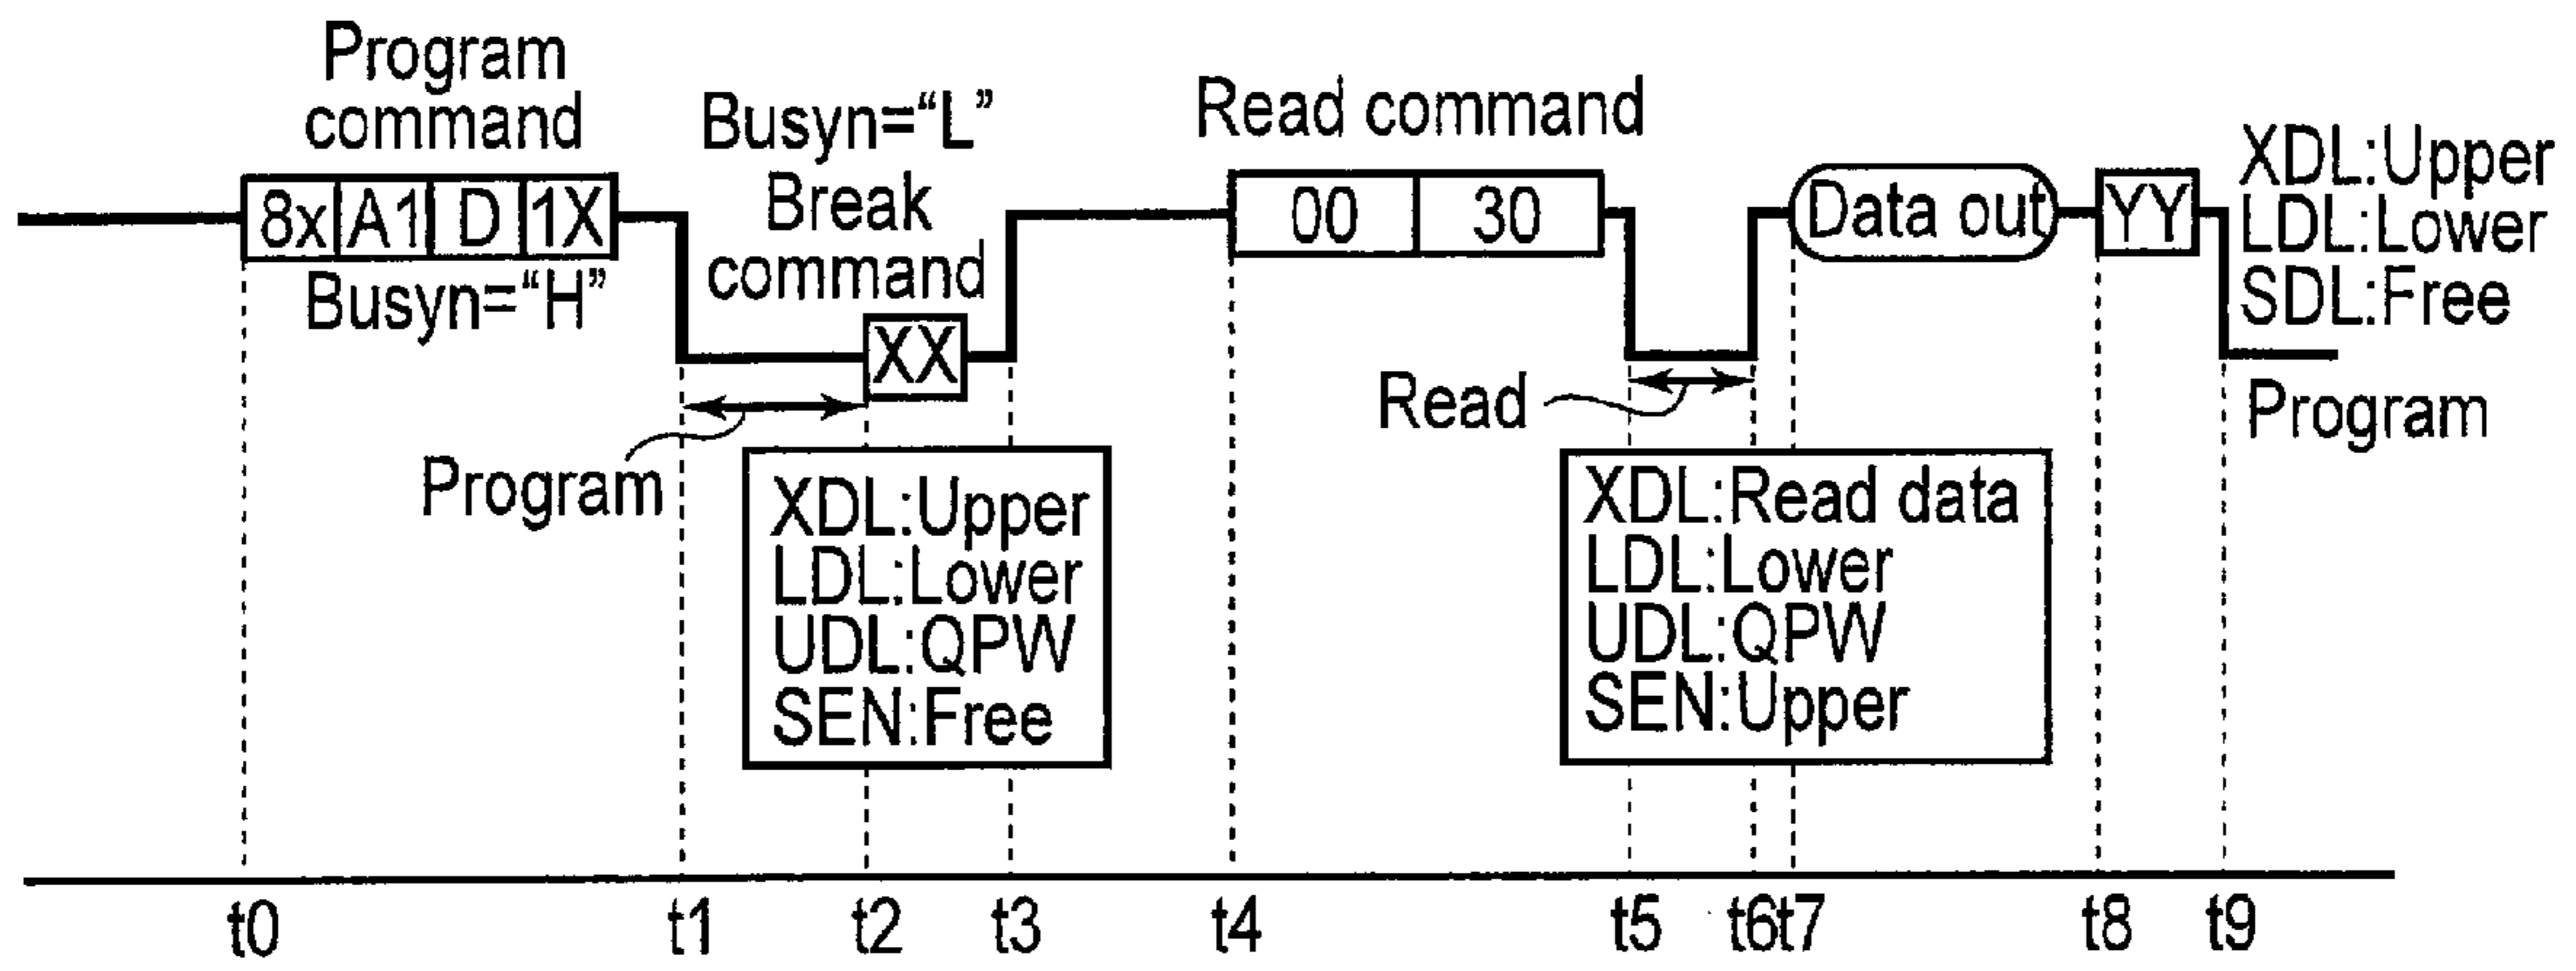 Program
command
8x A1 D 1X
Busyn="H"
Busyn="L"
Break
command
XX
Program
XDL:Upper
LDL:Lower
UDL:QPW
SEN:Free
Read command
00 30
Read
Data out
YY
XDL:Read data
LDL:Lower
UDL:QPW
SEN:Upper
XDL:Upper
LDL:Lower
SDL:Free
Program
t0 t1 t2 t3 t4 t5 t6 t7 t8 t9